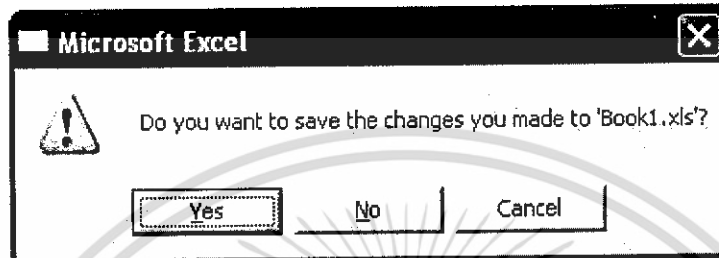 Microsoft Excel
Do you want to save the changes you made to 'Book1.xls'?
Yes No Cancel